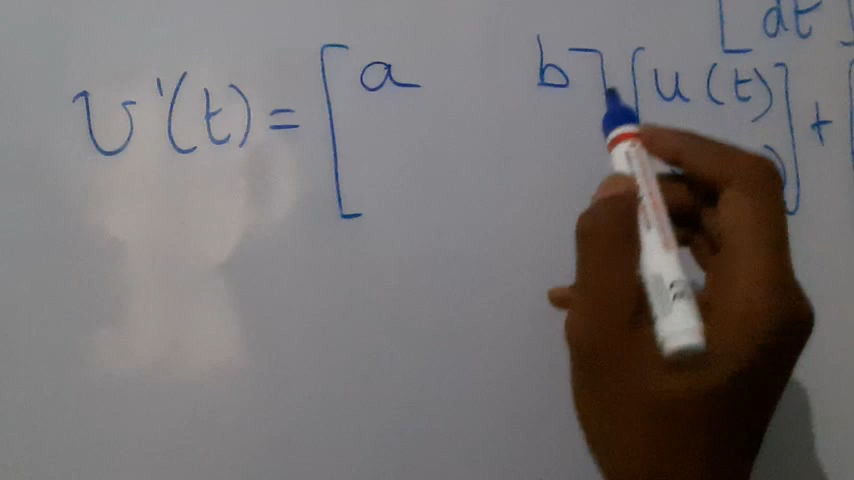 [dt]
U'(t) = [a b] [u(t)] +